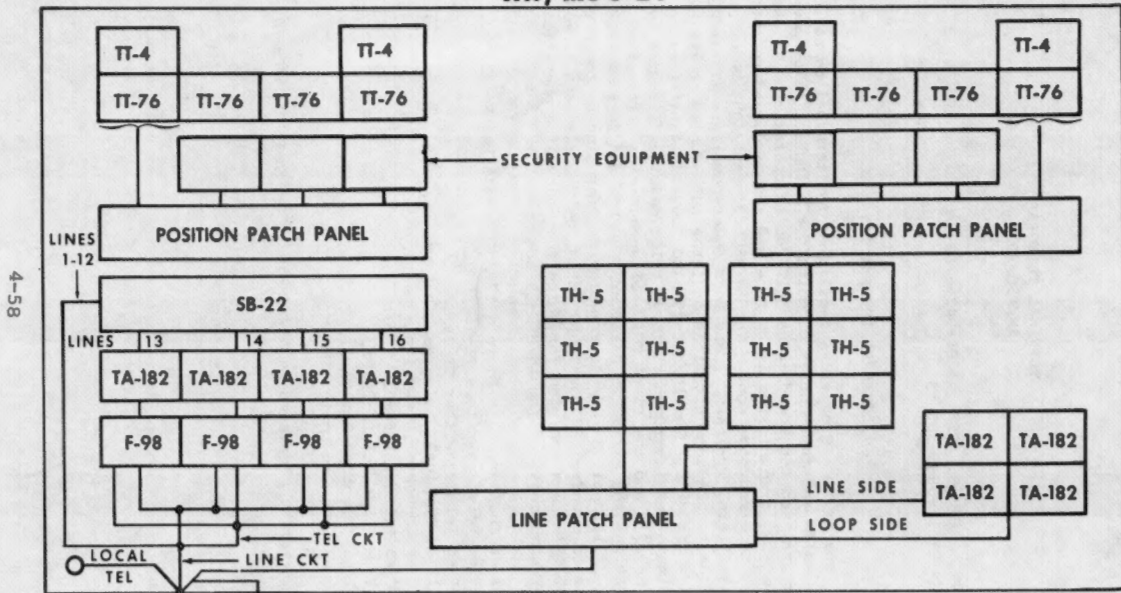 TT-4 TT-4 TT-4 TT-4
TT-76 TT-76 TT-76 TT-76 TT-76 TT-76 TT-76 TT-76
SECURITY EQUIPMENT
POSITION PATCH PANEL POSITION PATCH PANEL
LINES
1-12
4-58
SB-22
LINES 13 14 15 16
TA-182 TA-182 TA-182 TA-182
F-98 F-98 F-98 F-98
TH-5 TH-5 TH-5 TH-5
TH-5 TH-5 TH-5 TH-5
TH-5 TH-5 TH-5 TH-5
TA-182 TA-182
TA-182 TA-182
LINE SIDE
LOOP SIDE
LINE PATCH PANEL
TEL CKT
LINE CKT
LOCAL
TEL